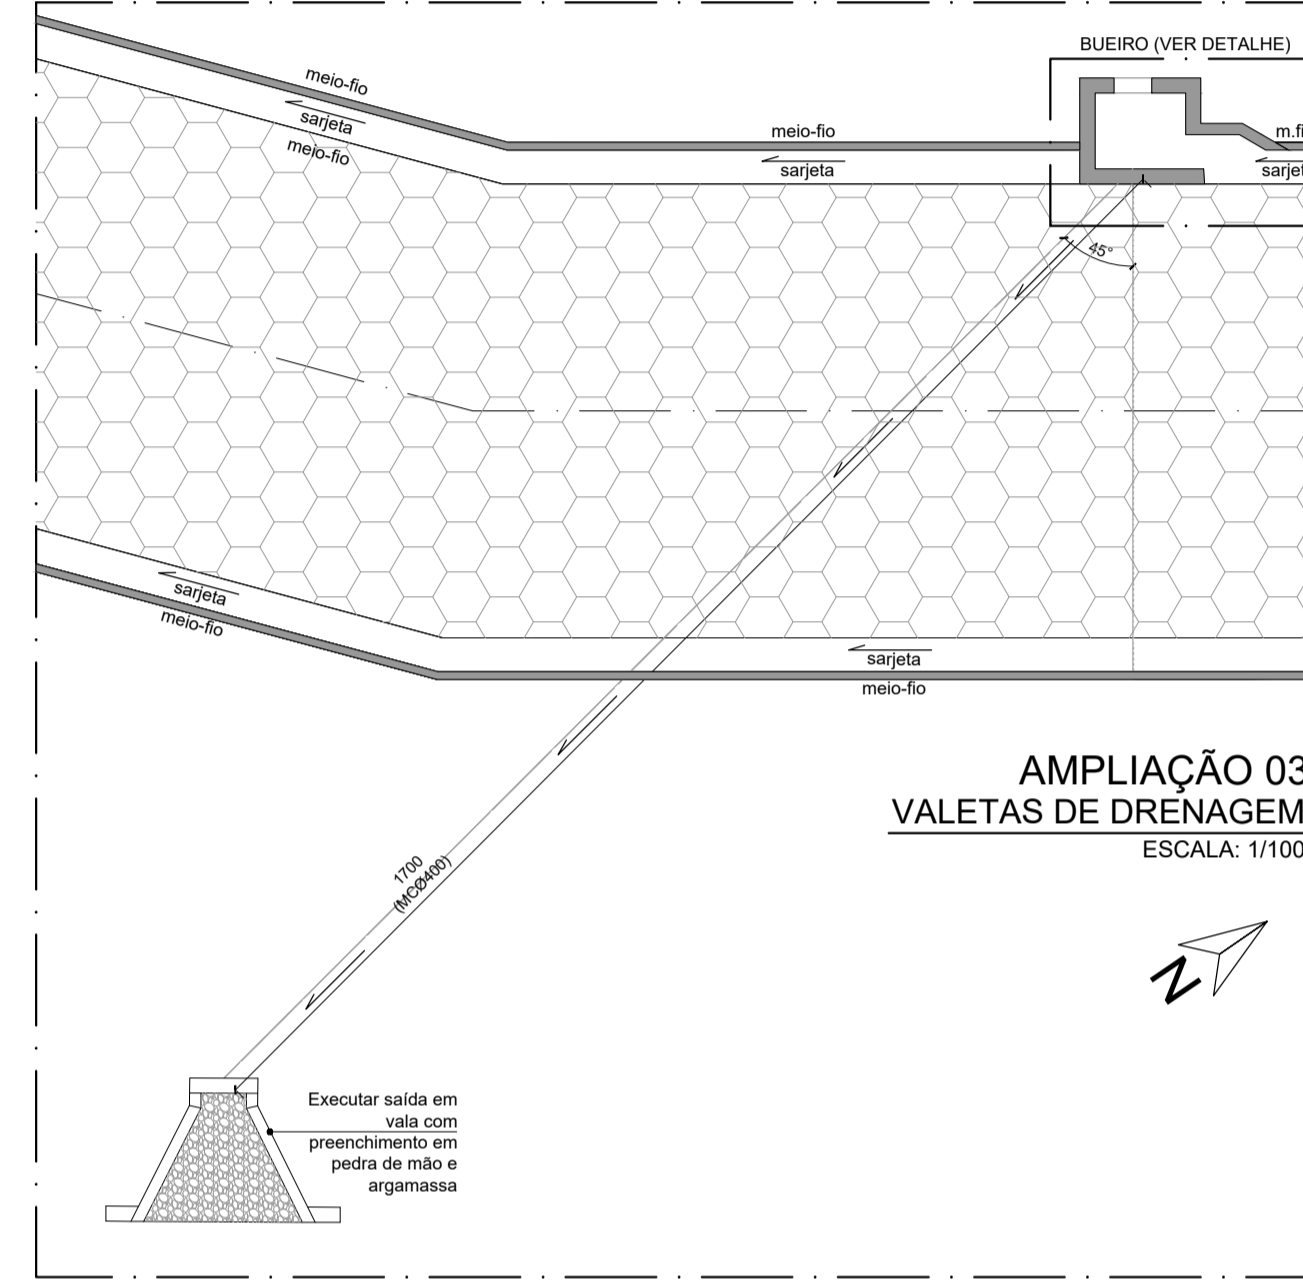 BUEIRO (VER DETALHE)
meio-fio
sarjeta
meio-fio
meio-fio
sarjeta
m.fi
sarjet
45°
sarjeta
meio-fio
sarjeta
meio-fio
AMPLIAÇÃO 03
VALETAS DE DRENAGEM
ESCALA: 1/100
1700
(MCØ400)
N
Executar saída em
vala com
preenchimento em
pedra de mão e
argamassa